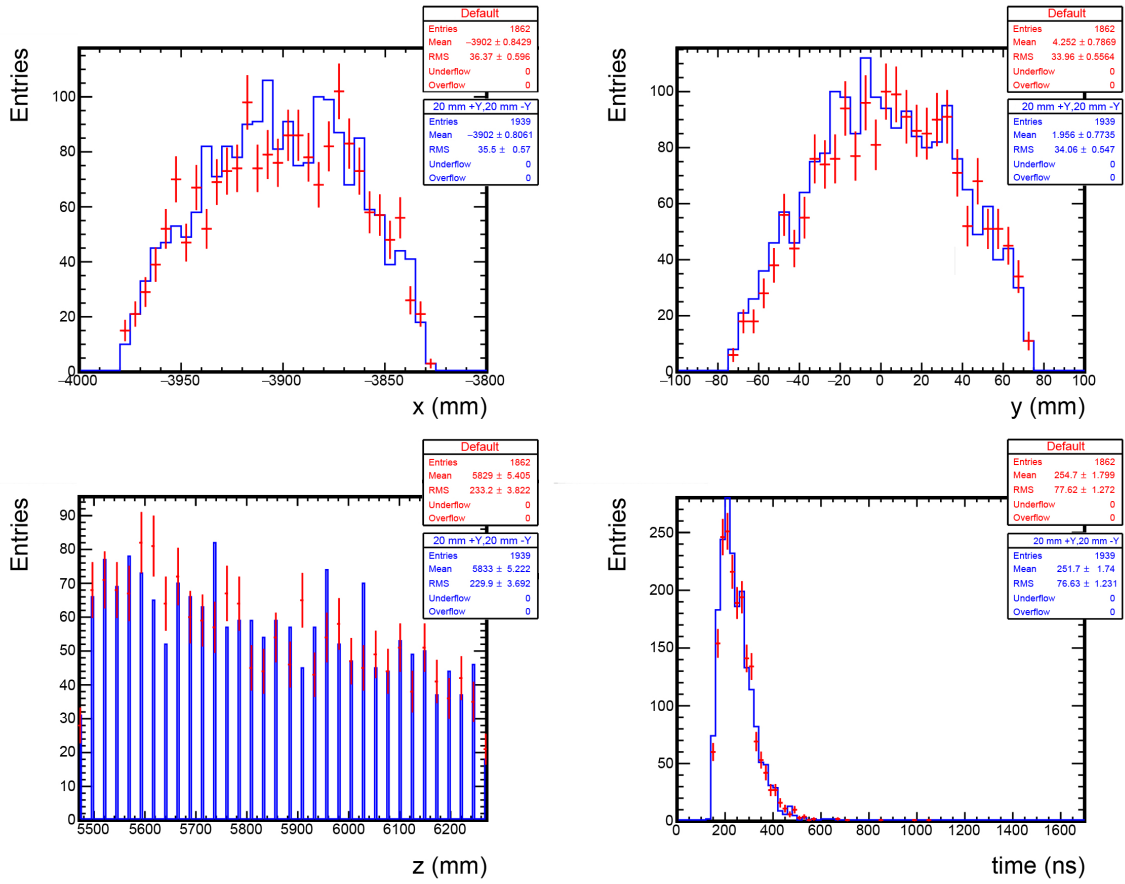 Default
Entries 1862
Mean −3902 ± 0.8429
RMS 36.37 ± 0.596
Underflow 0
Overflow 0
20 mm +Y,20 mm -Y
Entries 1939
Mean −3902 ± 0.8061
RMS 35.5 ± 0.57
Underflow 0
Overflow 0
Entries
100
80
60
40
20
0
−4000 −3950 −3900 −3850 −3800
x (mm)
Default
Entries 1862
Mean 4.252 ± 0.7869
RMS 33.96 ± 0.5564
Underflow 0
Overflow 0
20 mm +Y,20 mm -Y
Entries 1939
Mean 1.956 ± 0.7735
RMS 34.06 ± 0.547
Underflow 0
Overflow 0
Entries
100
80
60
40
20
0
−100 −80 −60 −40 −20 0 20 40 60 80 100
y (mm)
Default
Entries 1862
Mean 5829 ± 5.405
RMS 233.2 ± 3.822
Underflow 0
Overflow 0
20 mm +Y,20 mm -Y
Entries 1939
Mean 5833 ± 5.222
RMS 229.9 ± 3.692
Underflow 0
Overflow 0
Entries
90
80
70
60
50
40
30
20
10
0
5500 5600 5700 5800 5900 6000 6100 6200
z (mm)
Default
Entries 1862
Mean 254.7 ± 1.799
RMS 77.62 ± 1.272
Underflow 0
Overflow 0
20 mm +Y,20 mm -Y
Entries 1939
Mean 251.7 ± 1.74
RMS 76.63 ± 1.231
Underflow 0
Overflow 0
Entries
250
200
150
100
50
0
0 200 400 600 800 1000 1200 1400 1600
time (ns)